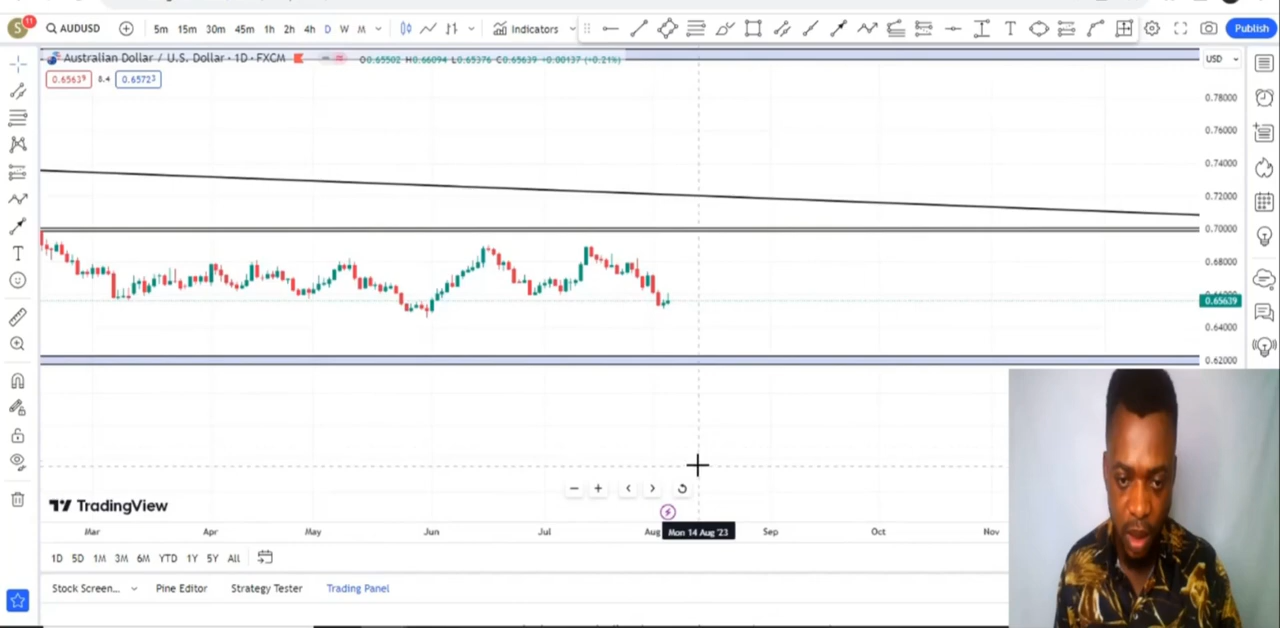 S 11 AUDUSD 5m 15m 30m 45m 1h 2h 4h D W M Indicators T Publish
Australian Dollar / U.S. Dollar · 1D · FXCM O0.65502 H0.66094 L0.65376 C0.65639 +0.00137 (+0.21%) USD
0.65639 8.4 0.65723
0.78000
0.76000
0.74000
0.72000
0.70000
0.68000
0.65639
0.64000
0.62000
TradingView
Mar Apr May Jun Jul Aug Mon 14 Aug '23 Sep Oct Nov
1D 5D 1M 3M 6M YTD 1Y 5Y All
Stock Screen... Pine Editor Strategy Tester Trading Panel